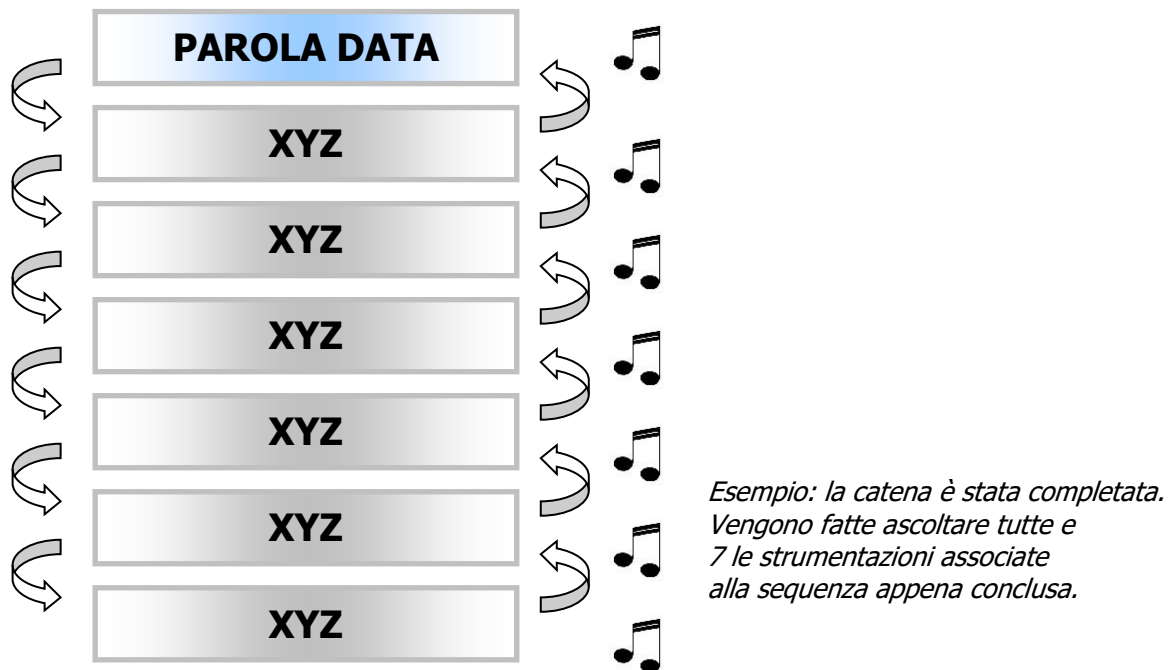 PAROLA DATA
XYZ
XYZ
XYZ
XYZ
XYZ
XYZ
Esempio: la catena è stata completata.
Vengono fatte ascoltare tutte e
7 le strumentazioni associate
alla sequenza appena conclusa.